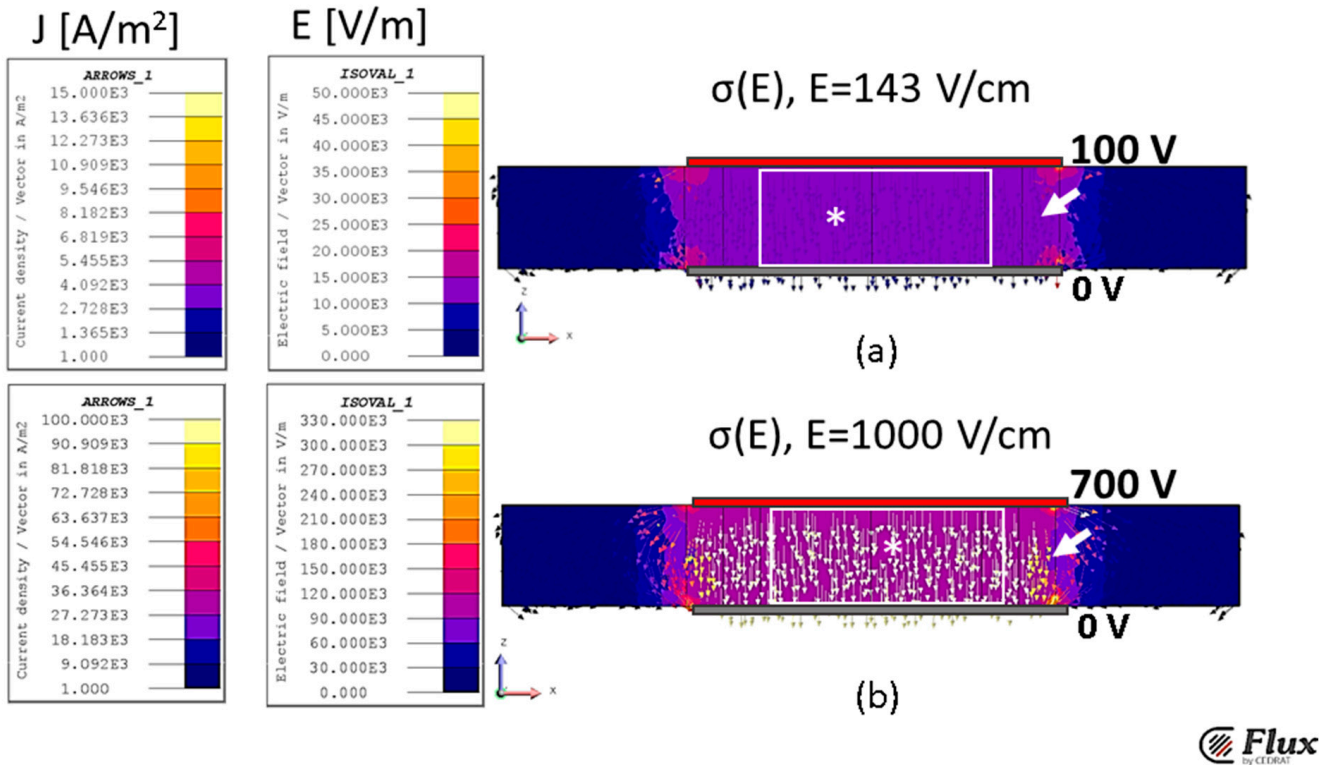 J [A/m²]
E [V/m]
ARROWS_1
15.000E3
13.636E3
12.273E3
10.909E3
9.546E3
8.182E3
6.819E3
5.455E3
4.092E3
2.728E3
1.365E3
1.000
Current density / Vector in A/m2
ISOVAL_1
50.000E3
45.000E3
40.000E3
35.000E3
30.000E3
25.000E3
20.000E3
15.000E3
10.000E3
5.000E3
0.000
Electric field / Vector in V/m
σ(E), E=143 V/cm
100 V
*
0 V
z
x
(a)
ARROWS_1
100.000E3
90.909E3
81.818E3
72.728E3
63.637E3
54.546E3
45.455E3
36.364E3
27.273E3
18.183E3
9.092E3
1.000
Current density / Vector in A/m2
ISOVAL_1
330.000E3
300.000E3
270.000E3
240.000E3
210.000E3
180.000E3
150.000E3
120.000E3
90.000E3
60.000E3
30.000E3
0.000
Electric field / Vector in V/m
σ(E), E=1000 V/cm
700 V
*
0 V
z
x
(b)
Flux
by CEDRAT